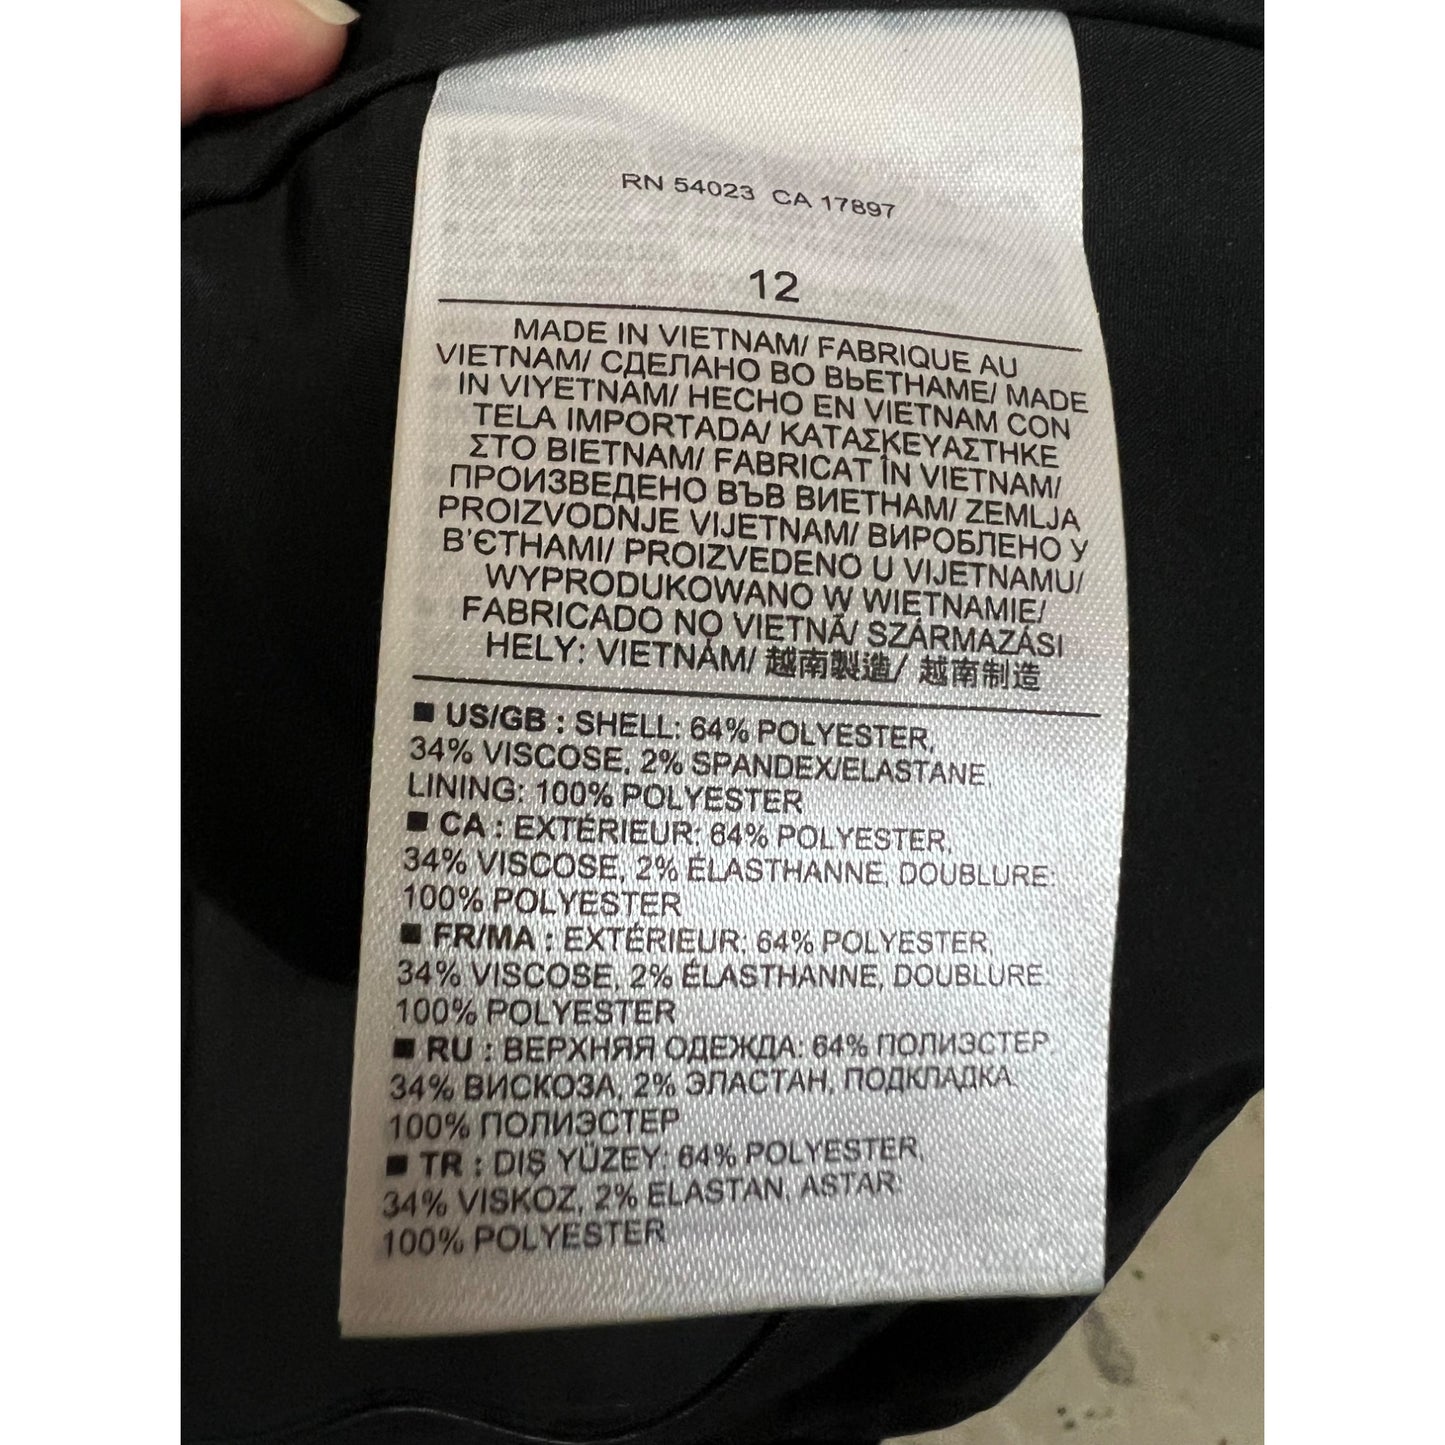 RN 54023 CA 17897
12
MADE IN VIETNAM/ FABRIQUE AU
VIETNAM/ СДЕЛАНО ВО ВЬЕТНАМЕ/ MADE
IN VIYETNAM/ HECHO EN VIETNAM CON
TELA IMPORTADA/ ΚΑΤΑΣΚΕΥΑΣΤΗΚΕ
ΣΤΟ ΒΙΕΤΝΑΜ/ FABRICAT ÎN VIETNAM/
ПРОИЗВЕДЕНО ВЪВ ВИЕТНАМ/ ZEMLJA
PROIZVODNJE VIJETNAM/ ВИРОБЛЕНО У
В'ЄТНАМІ/ PROIZVEDENO U VIJETNAMU/
WYPRODUKOWANO W WIETNAMIE/
FABRICADO NO VIETNÃ/ SZÁRMAZÁSI
HELY: VIETNÁM/ 越南製造/ 越南制造
■ US/GB : SHELL: 64% POLYESTER,
34% VISCOSE, 2% SPANDEX/ELASTANE,
LINING: 100% POLYESTER
■ CA : EXTÉRIEUR: 64% POLYESTER,
34% VISCOSE, 2% ÉLASTHANNE, DOUBLURE:
100% POLYESTER
■ FR/MA : EXTÉRIEUR: 64% POLYESTER,
34% VISCOSE, 2% ÉLASTHANNE, DOUBLURE:
100% POLYESTER
■ RU : ВЕРХНЯЯ ОДЕЖДА: 64% ПОЛИЭСТЕР,
34% ВИСКОЗА, 2% ЭЛАСТАН, ПОДКЛАДКА:
100% ПОЛИЭСТЕР
■ TR : DIŞ YÜZEY: 64% POLYESTER,
34% VISKOZ, 2% ELASTAN, ASTAR:
100% POLYESTER